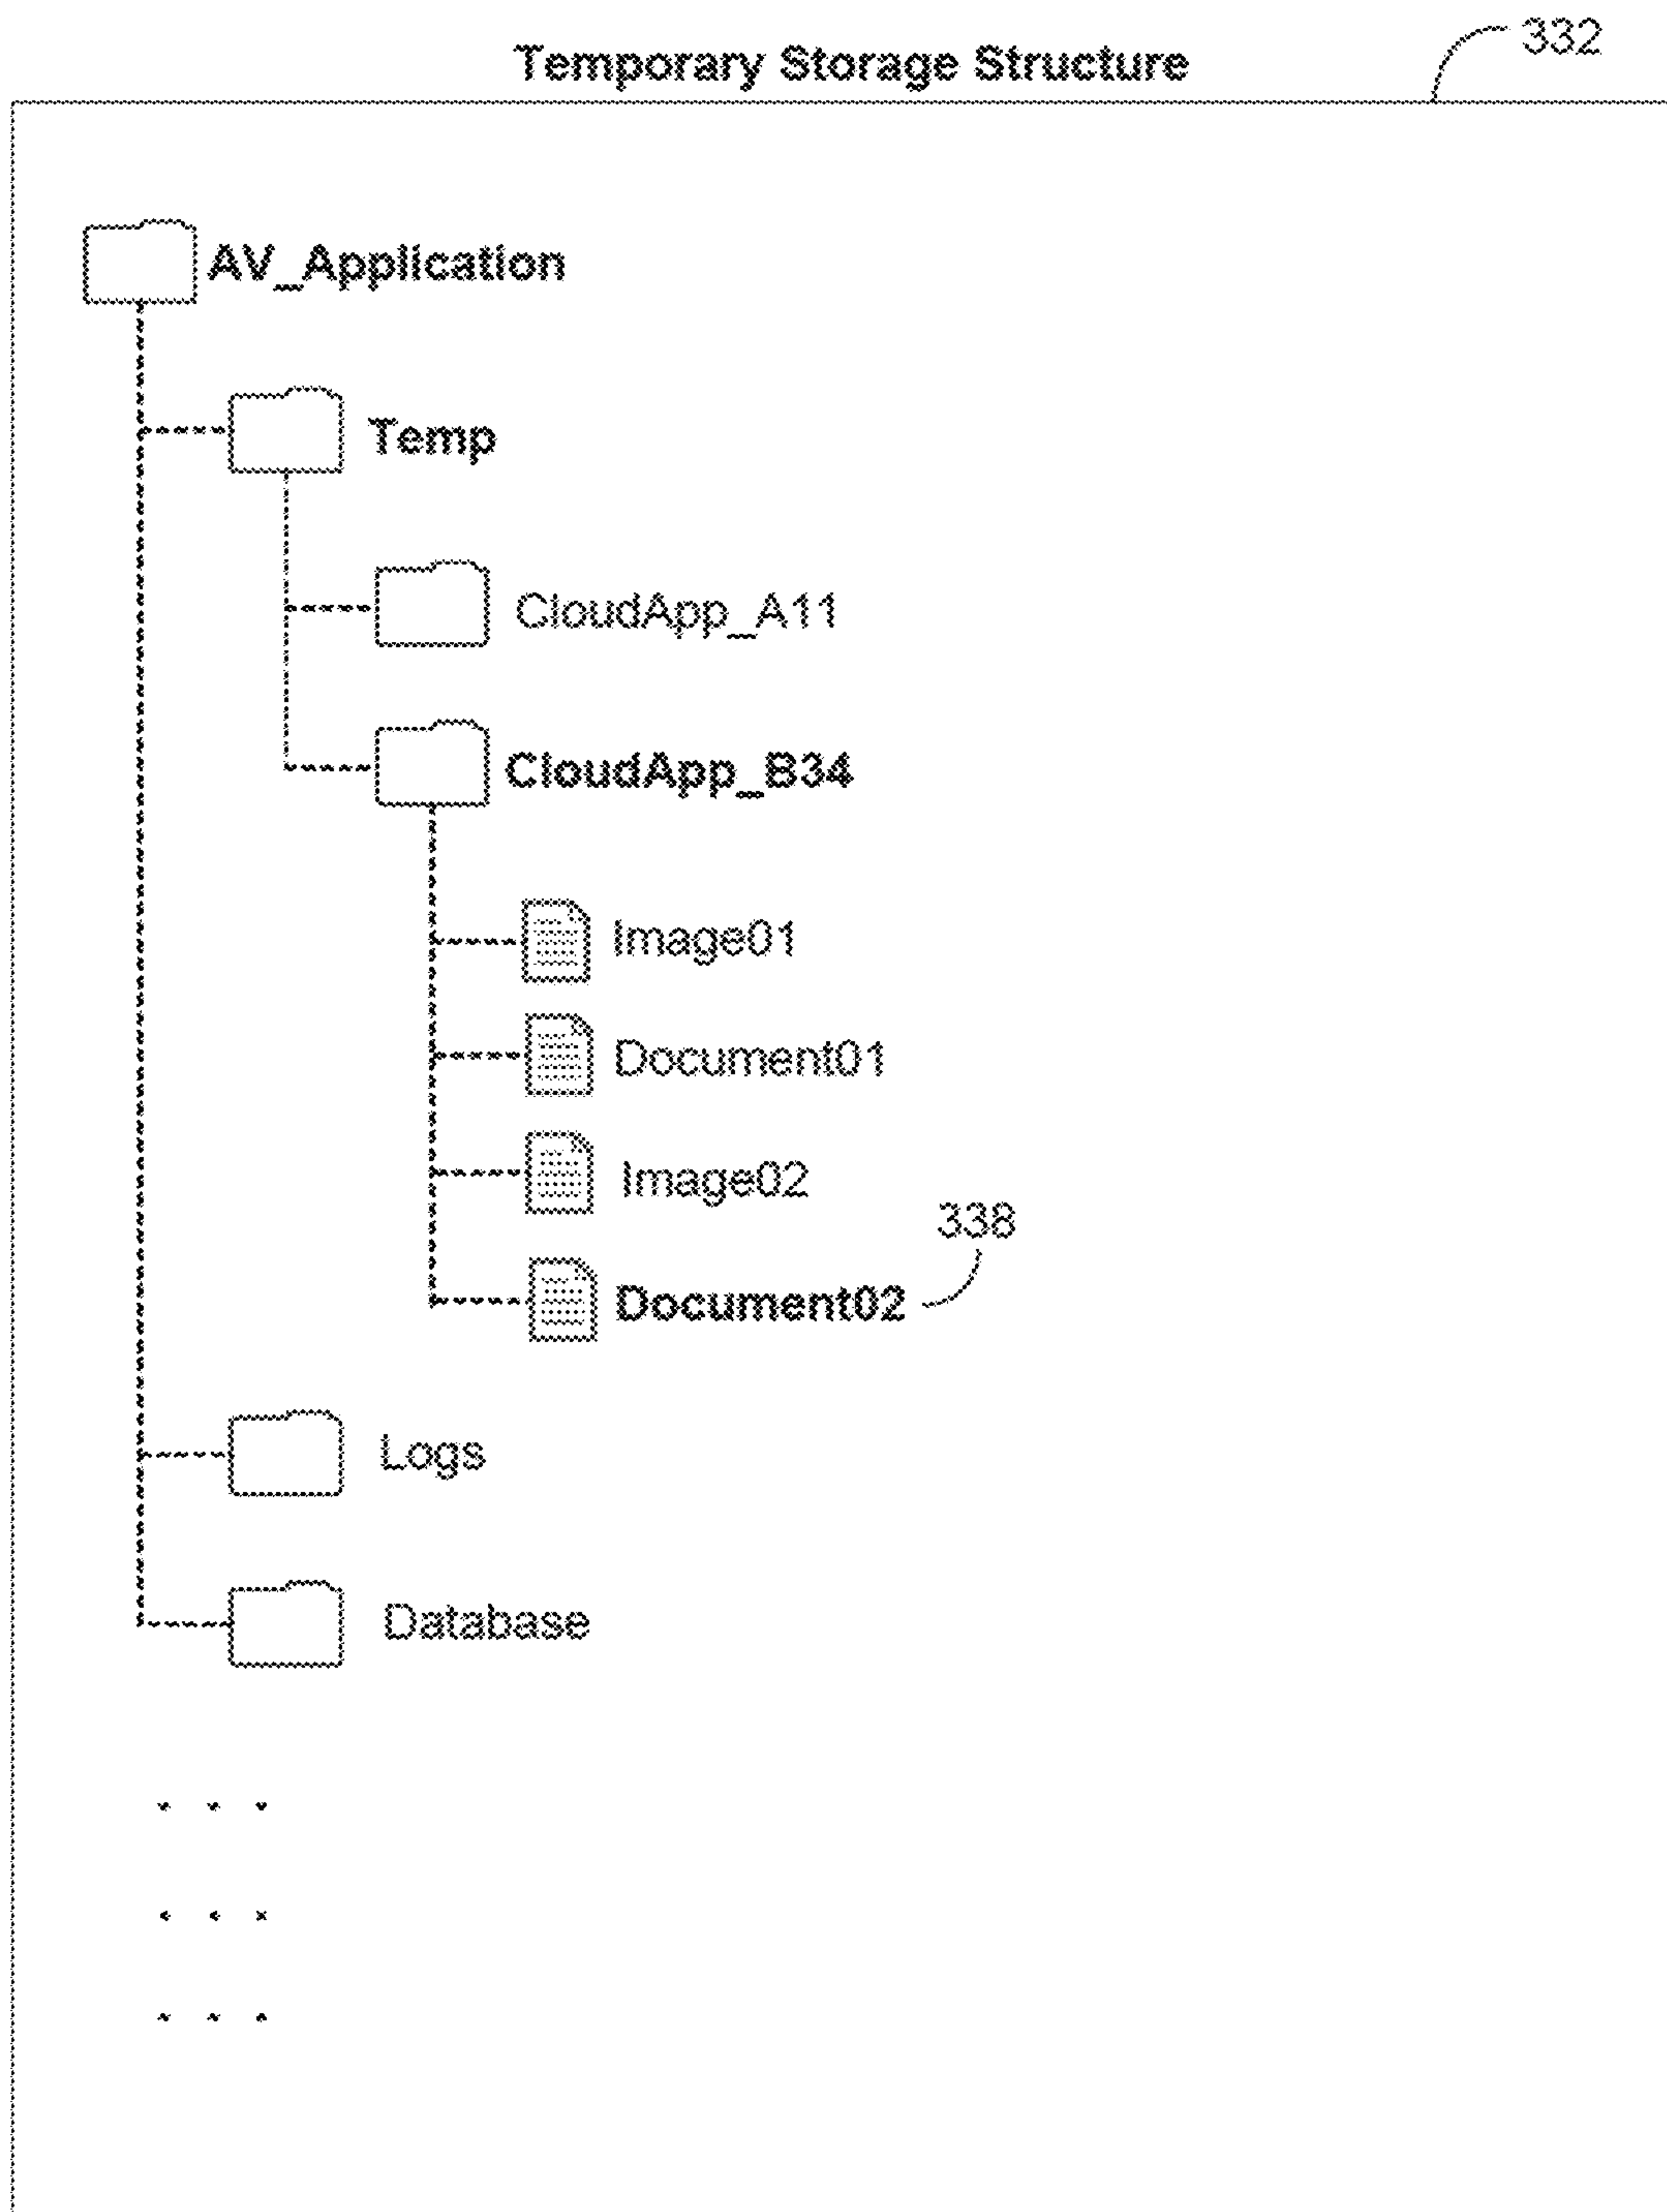 Temporary Storage Structure
332
AV_Application
Temp
CloudApp_A11
CloudApp_B34
Image01
Document01
Image02
338
Document02
Logs
Database
. . .
. . .
. . .